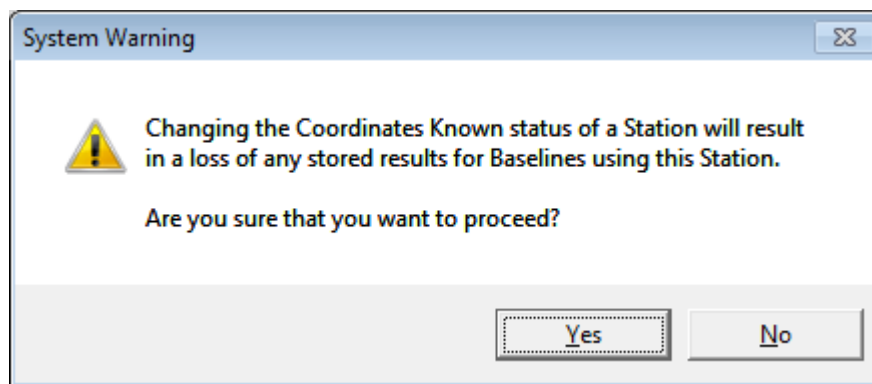 System Warning
Changing the Coordinates Known status of a Station will result
in a loss of any stored results for Baselines using this Station.
Are you sure that you want to proceed?
Yes No